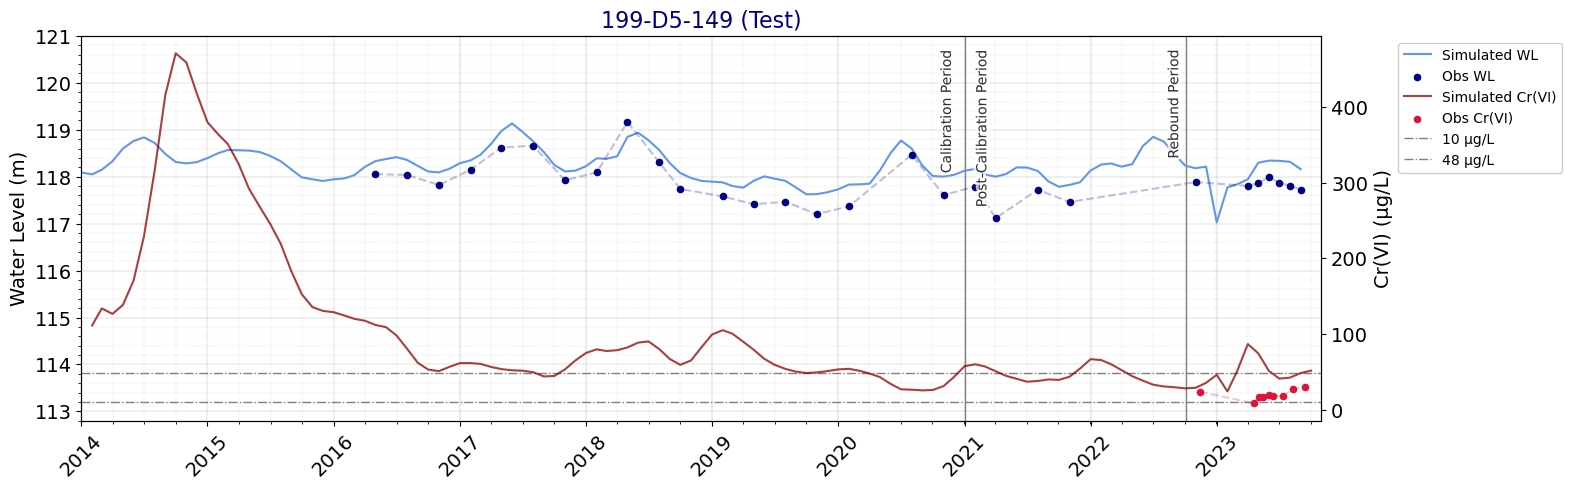 199-D5-149 (Test)
121
120
119
118
117
116
115
114
113
Water Level (m)
Calibration Period
Post-Calibration Period
Rebound Period
400
300
200
100
0
Cr(VI) (µg/L)
2014
2015
2016
2017
2018
2019
2020
2021
2022
2023
Simulated WL
Obs WL
Simulated Cr(VI)
Obs Cr(VI)
10 µg/L
48 µg/L